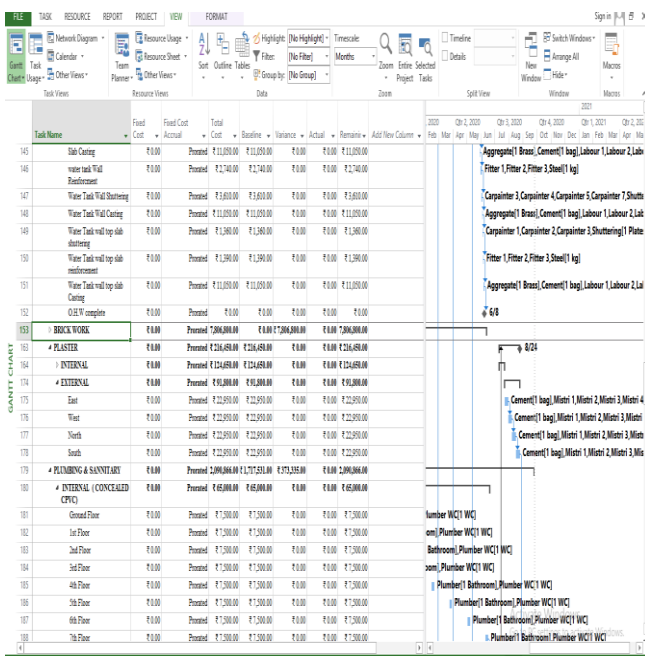 FILE TASK RESOURCE REPORT PROJECT VIEW FORMAT Sign in
Network Diagram Resource Usage Highlight: [No Highlight] Timescale: Timeline Switch Windows
Calendar Resource Sheet Filter: [No Filter] Months Details Arrange All
Gantt Chart Task Usage Other Views Team Planner Other Views Sort Outline Tables Group by: [No Group] Zoom Entire Project Selected Tasks New Window Hide Macros
Task Views Resource Views Data Zoom Split View Window Macros
2021
Task Name Fixed Cost Fixed Cost Accrual Total Cost Baseline Variance Actual Remaini Add New Column 2020 Qtr 2, 2020 Qtr 3, 2020 Qtr 4, 2020 Qtr 1, 2021 Qtr 2, 202
Feb Mar Apr May Jun Jul Aug Sep Oct Nov Dec Jan Feb Mar Apr Ma
145 Slab Casting ₹0.00 Prorated ₹11,050.00 ₹11,050.00 ₹0.00 ₹0.00 ₹11,050.00 Aggregate[1 Brass],Cement[1 bag],Labour 1,Labour 2,Lab
146 water tank Wall Reinforcement ₹0.00 Prorated ₹2,740.00 ₹2,740.00 ₹0.00 ₹0.00 ₹2,740.00 Fitter 1,Fitter 2,Fitter 3,Steel[1 kg]
147 Water Tank Wall Shuttering ₹0.00 Prorated ₹3,610.00 ₹3,610.00 ₹0.00 ₹0.00 ₹3,610.00 Carpainter 3,Carpainter 4,Carpainter 5,Carpainter 7,Shutte
148 Water Tank Wall Casting ₹0.00 Prorated ₹11,050.00 ₹11,050.00 ₹0.00 ₹0.00 ₹11,050.00 Aggregate[1 Brass],Cement[1 bag],Labour 1,Labour 2,Lab
149 Water Tank wall top slab shuttering ₹0.00 Prorated ₹1,360.00 ₹1,360.00 ₹0.00 ₹0.00 ₹1,360.00 Carpainter 1,Carpainter 2,Carpainter 3,Shuttering[1 Plate
150 Water Tank wall top slab reinforcement ₹0.00 Prorated ₹1,390.00 ₹1,390.00 ₹0.00 ₹0.00 ₹1,390.00 Fitter 1,Fitter 2,Fitter 3,Steel[1 kg]
151 Water Tank wall top slab Casting ₹0.00 Prorated ₹11,050.00 ₹11,050.00 ₹0.00 ₹0.00 ₹11,050.00 Aggregate[1 Brass],Cement[1 bag],Labour 1,Labour 2,Lal
152 O.H.W complete ₹0.00 Prorated ₹0.00 ₹0.00 ₹0.00 ₹0.00 ₹0.00 6/8
153 BRICK WORK ₹0.00 Prorated 7,806,800.00 ₹0.00 ₹7,806,800.00 ₹0.00 7,806,800.00
163 PLASTER ₹0.00 Prorated ₹216,450.00 ₹216,450.00 ₹0.00 ₹0.00 ₹216,450.00 8/24
164 INTERNAL ₹0.00 Prorated ₹124,650.00 ₹124,650.00 ₹0.00 ₹0.00 ₹124,650.00
174 EXTERNAL ₹0.00 Prorated ₹91,800.00 ₹91,800.00 ₹0.00 ₹0.00 ₹91,800.00
175 East ₹0.00 Prorated ₹22,950.00 ₹22,950.00 ₹0.00 ₹0.00 ₹22,950.00 Cement[1 bag],Mistri 1,Mistri 2,Mistri 3,Mistri 4
176 West ₹0.00 Prorated ₹22,950.00 ₹22,950.00 ₹0.00 ₹0.00 ₹22,950.00 Cement[1 bag],Mistri 1,Mistri 2,Mistri 3,Mistri
177 North ₹0.00 Prorated ₹22,950.00 ₹22,950.00 ₹0.00 ₹0.00 ₹22,950.00 Cement[1 bag],Mistri 1,Mistri 2,Mistri 3,Mist
178 South ₹0.00 Prorated ₹22,950.00 ₹22,950.00 ₹0.00 ₹0.00 ₹22,950.00 Cement[1 bag],Mistri 1,Mistri 2,Mistri 3,Mis
179 PLUMBING & SANNITARY ₹0.00 Prorated 2,090,866.00 ₹1,717,531.00 ₹373,335.00 ₹0.00 2,090,866.00
180 INTERNAL (CONCEALED CPVC) ₹0.00 Prorated ₹65,000.00 ₹65,000.00 ₹0.00 ₹0.00 ₹65,000.00
181 Ground Floor ₹0.00 Prorated ₹7,500.00 ₹7,500.00 ₹0.00 ₹0.00 ₹7,500.00 lumber WC[1 WC]
182 1st Floor ₹0.00 Prorated ₹7,500.00 ₹7,500.00 ₹0.00 ₹0.00 ₹7,500.00 om],Plumber WC[1 WC]
183 2nd Floor ₹0.00 Prorated ₹7,500.00 ₹7,500.00 ₹0.00 ₹0.00 ₹7,500.00 Bathroom],Plumber WC[1 WC]
184 3rd Floor ₹0.00 Prorated ₹7,500.00 ₹7,500.00 ₹0.00 ₹0.00 ₹7,500.00 oom],Plumber WC[1 WC]
185 4th Floor ₹0.00 Prorated ₹7,500.00 ₹7,500.00 ₹0.00 ₹0.00 ₹7,500.00 Plumber[1 Bathroom],Plumber WC[1 WC]
186 5th Floor ₹0.00 Prorated ₹7,500.00 ₹7,500.00 ₹0.00 ₹0.00 ₹7,500.00 Plumber[1 Bathroom],Plumber WC[1 WC]
187 6th Floor ₹0.00 Prorated ₹7,500.00 ₹7,500.00 ₹0.00 ₹0.00 ₹7,500.00 Plumber[1 Bathroom],Plumber WC[1 WC]
188 7th Floor ₹0.00 Prorated ₹7,500.00 ₹7,500.00 ₹0.00 ₹0.00 ₹7,500.00 Plumber[1 Bathroom],Plumber WC[1 WC]
GANTT CHART